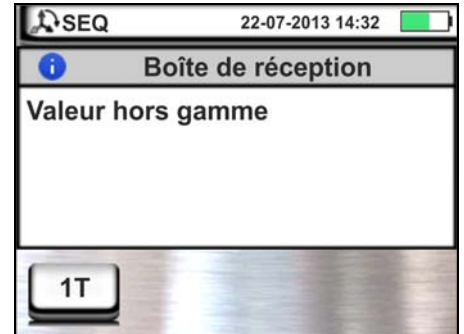 SEQ 22-07-2013 14:32
Boîte de réception
Valeur hors gamme
1T